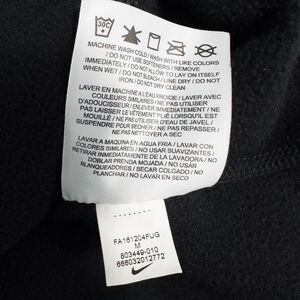 30C
MACHINE WASH COLD / WASH WITH LIKE COLORS
/ DO NOT USE SOFTENERS / REMOVE
IMMEDIATELY / DO NOT ALLOW TO LAY ON ITSELF
WHEN WET / DO NOT BLEACH / LINE DRY / DO NOT
IRON / DO NOT DRY CLEAN
LAVER EN MACHINE À L'EAU FROIDE / LAVER AVEC
COULEURS SIMILAIRES / NE PAS UTILISER
D'ADOUCISSEUR / ENLEVER IMMÉDIATEMENT / NE
PAS LAISSER LE VÊTEMENT PLIÉ LORSQU'IL EST
MOUILLÉ / NE PAS UTILISER D'EAU DE JAVEL /
SUSPENDRE POUR SÉCHER / NE PAS REPASSER /
NE PAS NETTOYER À SEC
LAVAR A MAQUINA EN AGUA FRIA / LAVAR CON
COLORES SIMILARES / NO USAR SUAVIZANTES /
RETIRAR INMEDIATAMENTE DE LA LAVADORA / NO
DOBLAR PRENDA MOJADA / NO USAR
BLANQUEADORES / SECAR COLGADO / NO
PLANCHAR / NO LAVAR EN SECO
--------
FA161204FUG
M
803449-010
666032012772